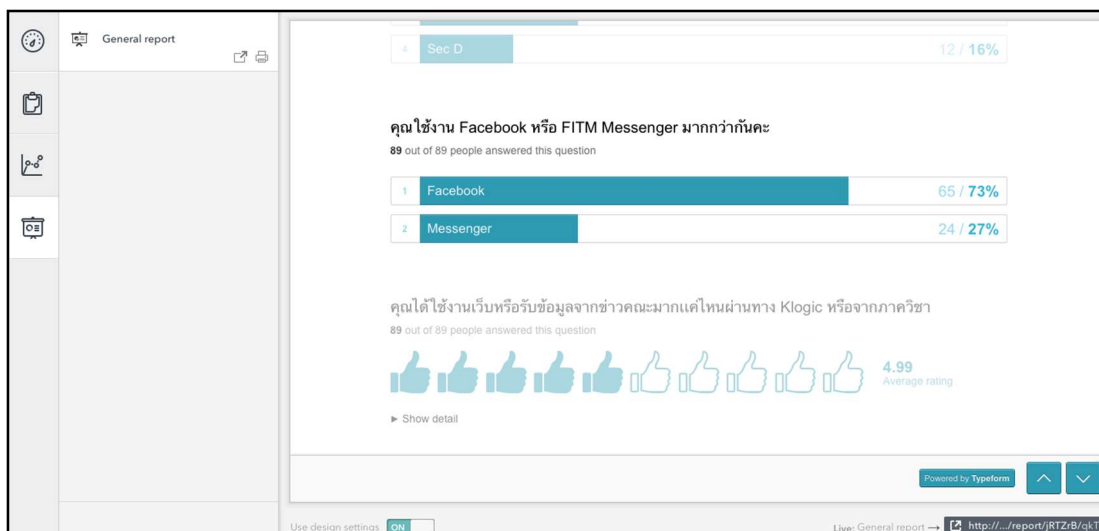 General report
4 Sec D 12 / 16%
คุณใช้งาน Facebook หรือ FITM Messenger มากกว่ากันคะ
89 out of 89 people answered this question
1 Facebook 65 / 73%
2 Messenger 24 / 27%
คุณได้ใช้งานเว็บหรือรับข้อมูลจากข่าวคณะมากแค่ไหนผ่านทาง Klogic หรือจากภาควิชา
89 out of 89 people answered this question
4.99
Average rating
► Show detail
Powered by Typeform
Use design settings ON
Live: General report → http://.../report/jRTZrB/qkT